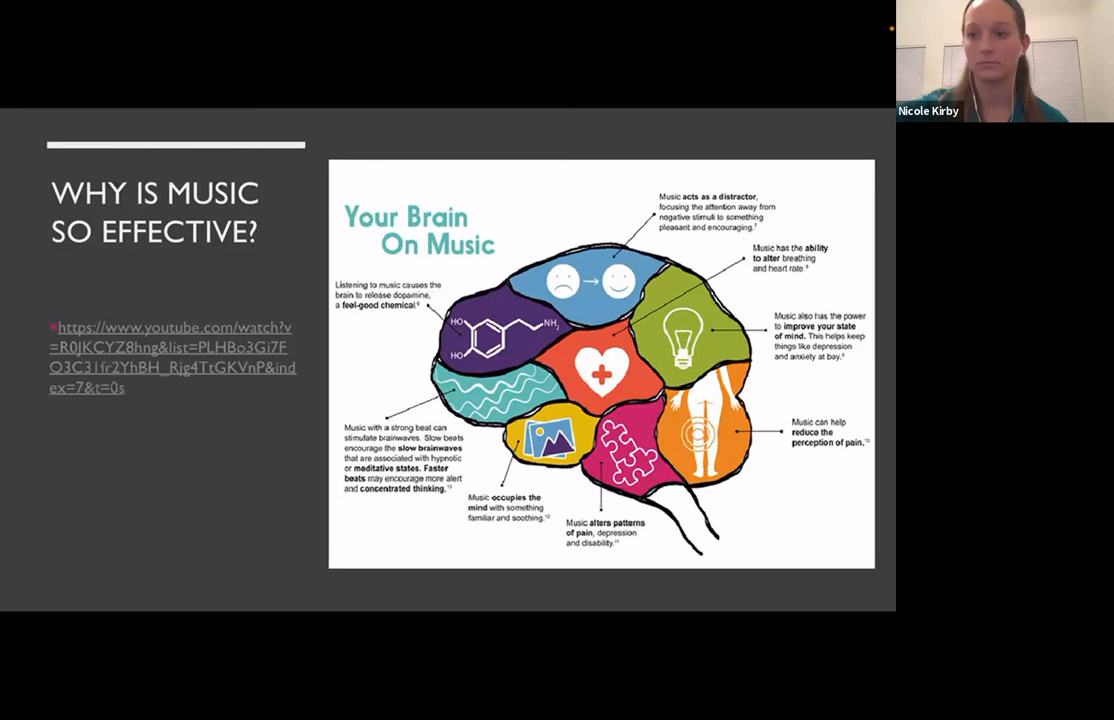 Nicole Kirby
WHY IS MUSIC
SO EFFECTIVE?
https://www.youtube.com/watch?v
=R0JKCYZ8hng&list=PLHBo3Gi7F
O3C31fr2YhBH_Rjg4TtGKVnP&ind
ex=7&t=0s
Your Brain
On Music
Music acts as a distractor,
focusing the attention away from
negative stimuli to something
pleasant and encouraging.7
Music has the ability
to alter breathing
and heart rate.8
Listening to music causes the
brain to release dopamine,
a feel-good chemical.6
HO
NH2
HO
Music also has the power
to improve your state
of mind. This helps keep
things like depression
and anxiety at bay.9
Music can help
reduce the
perception of pain.10
Music with a strong beat can
stimulate brainwaves. Slow beats
encourage the slow brainwaves
that are associated with hypnotic
or meditative states. Faster
beats may encourage more alert
and concentrated thinking.13
Music occupies the
mind with something
familiar and soothing.12
Music alters patterns
of pain, depression
and disability.11